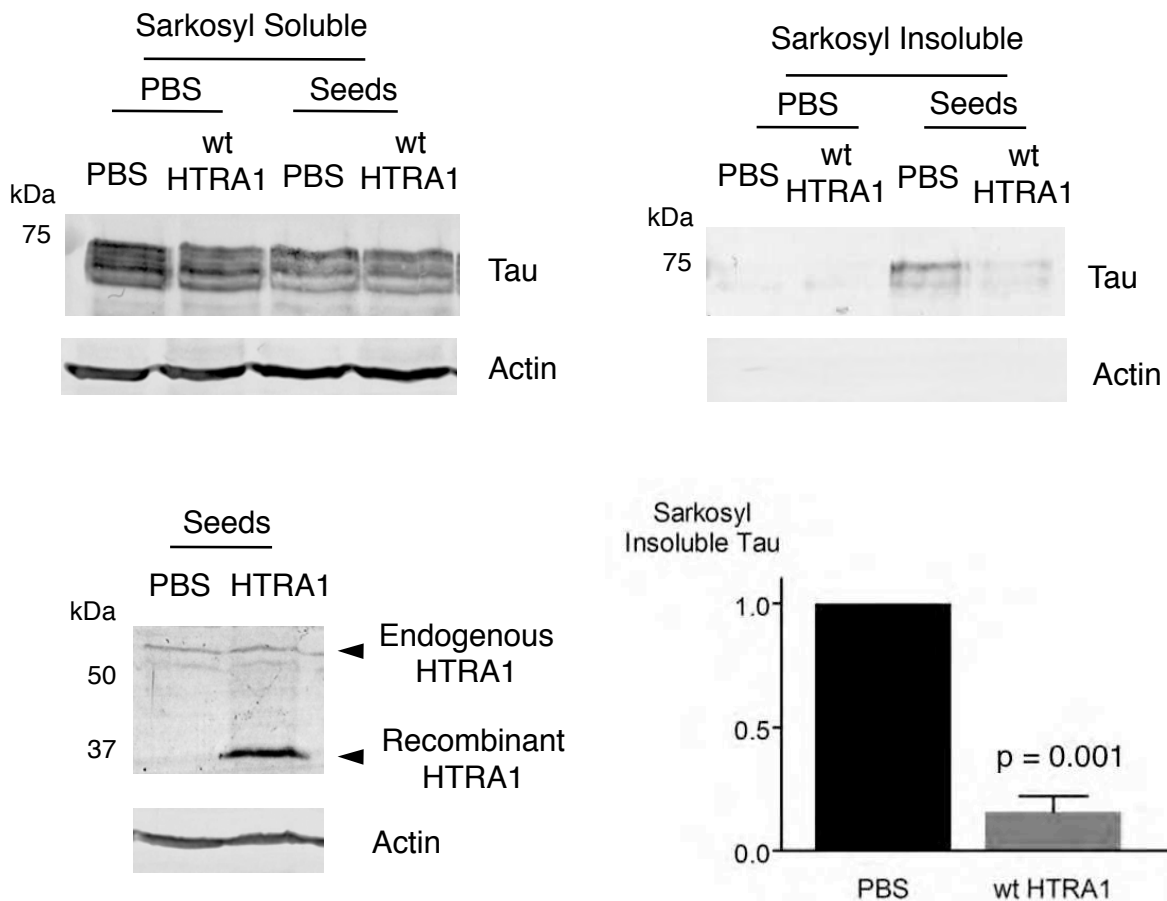 Sarkosyl Soluble
PBS Seeds
PBS wt HTRA1 PBS wt HTRA1
kDa
75
Tau
Actin
Sarkosyl Insoluble
PBS Seeds
PBS wt HTRA1 PBS wt HTRA1
kDa
75
Tau
Actin
Seeds
PBS HTRA1
kDa
50
37
Endogenous
HTRA1
Recombinant
HTRA1
Actin
Sarkosyl
Insoluble Tau
1.0
0.5
0.0
p = 0.001
PBS wt HTRA1